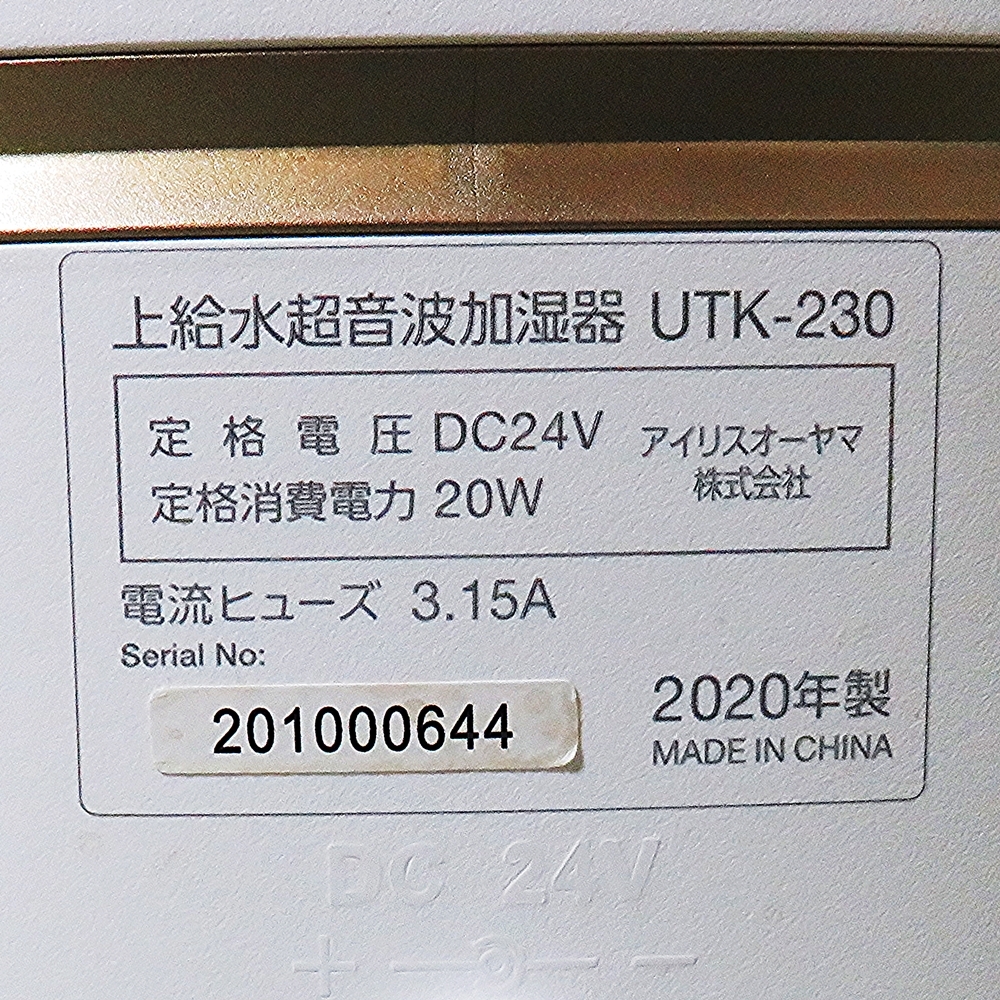 上給水超音波加湿器 UTK-230
定格電圧 DC24V
定格消費電力 20W
アイリスオーヤマ
株式会社
電流ヒューズ 3.15A
Serial No:
201000644
2020年製
MADE IN CHINA
DC 24V
+ -